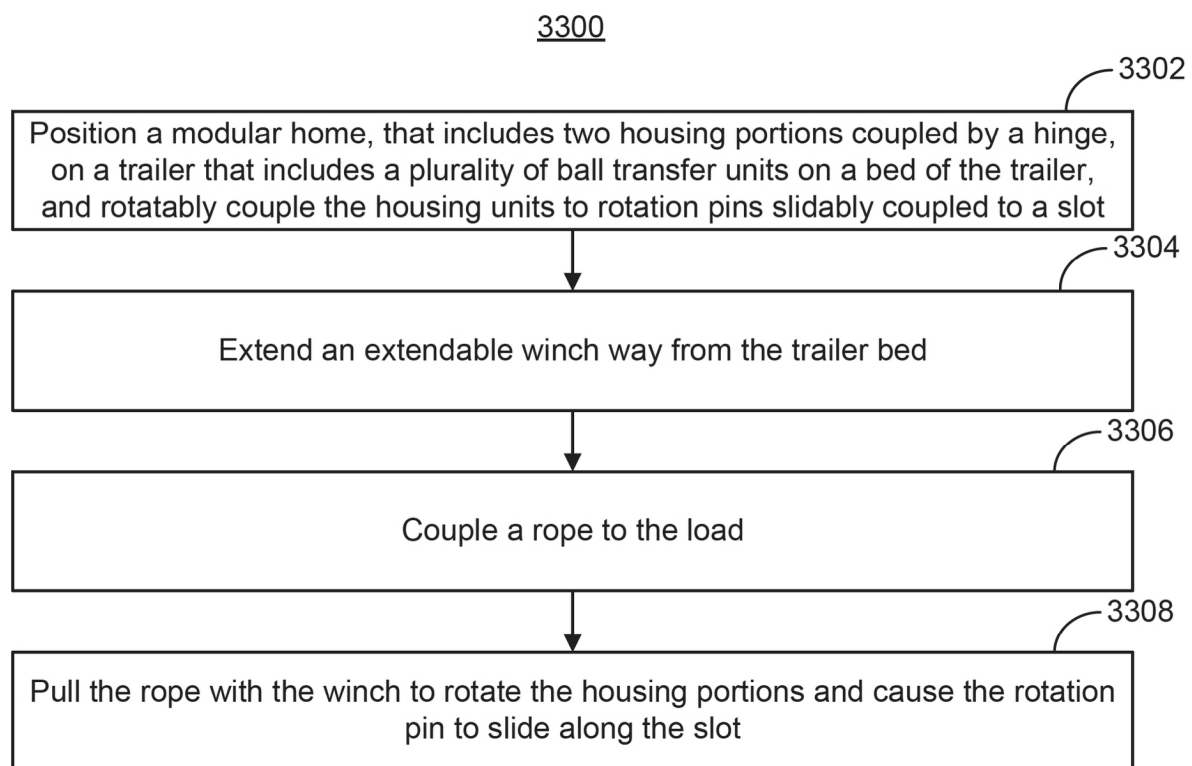 3300
3302
Position a modular home, that includes two housing portions coupled by a hinge,
on a trailer that includes a plurality of ball transfer units on a bed of the trailer,
and rotatably couple the housing units to rotation pins slidably coupled to a slot
3304
Extend an extendable winch way from the trailer bed
3306
Couple a rope to the load
3308
Pull the rope with the winch to rotate the housing portions and cause the rotation
pin to slide along the slot